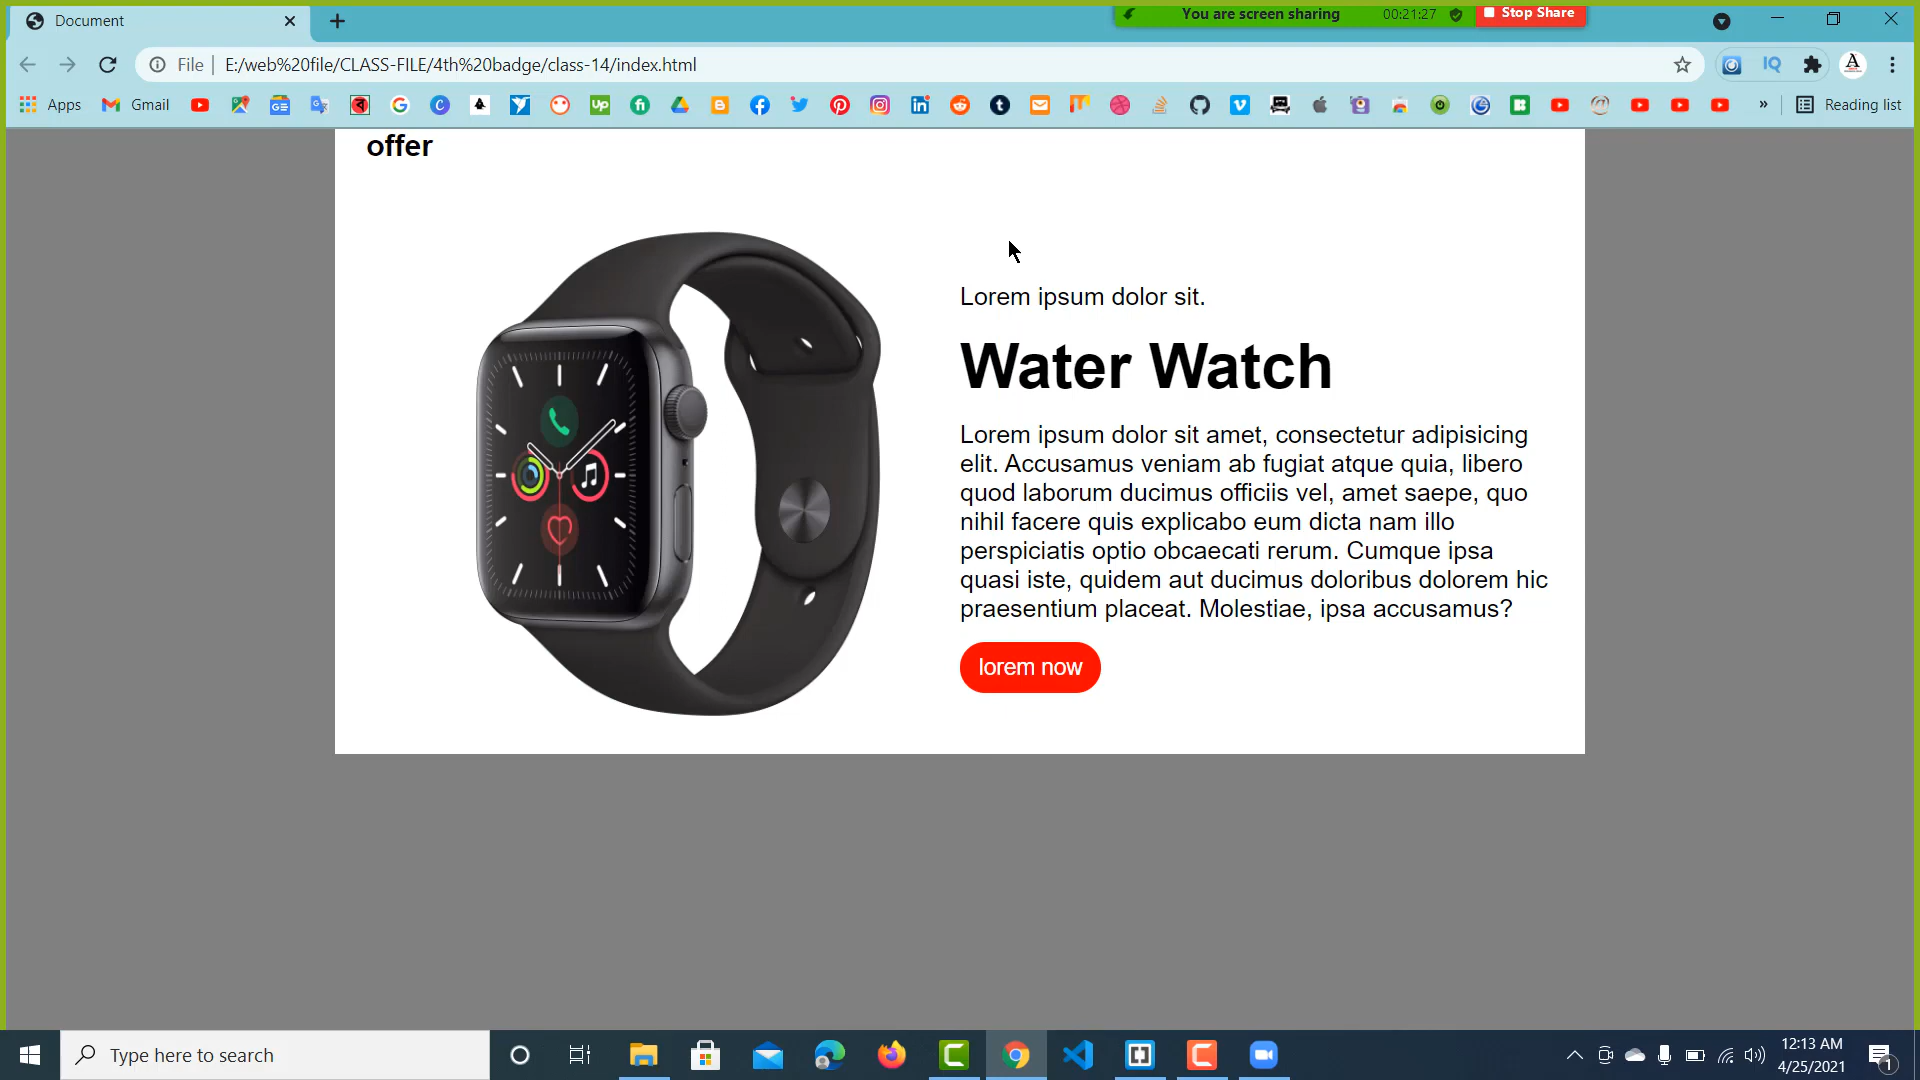 Document
You are screen sharing 00:21:27 Stop Share
File E:/web%20file/CLASS-FILE/4th%20badge/class-14/index.html
IQ
Apps Gmail Up fi » Reading list
offer
Lorem ipsum dolor sit.
Water Watch
Lorem ipsum dolor sit amet, consectetur adipisicing
elit. Accusamus veniam ab fugiat atque quia, libero
quod laborum ducimus officiis vel, amet saepe, quo
nihil facere quis explicabo eum dicta nam illo
perspiciatis optio obcaecati rerum. Cumque ipsa
quasi iste, quidem aut ducimus doloribus dolorem hic
praesentium placeat. Molestiae, ipsa accusamus?
lorem now
Type here to search
12:13 AM
4/25/2021
1